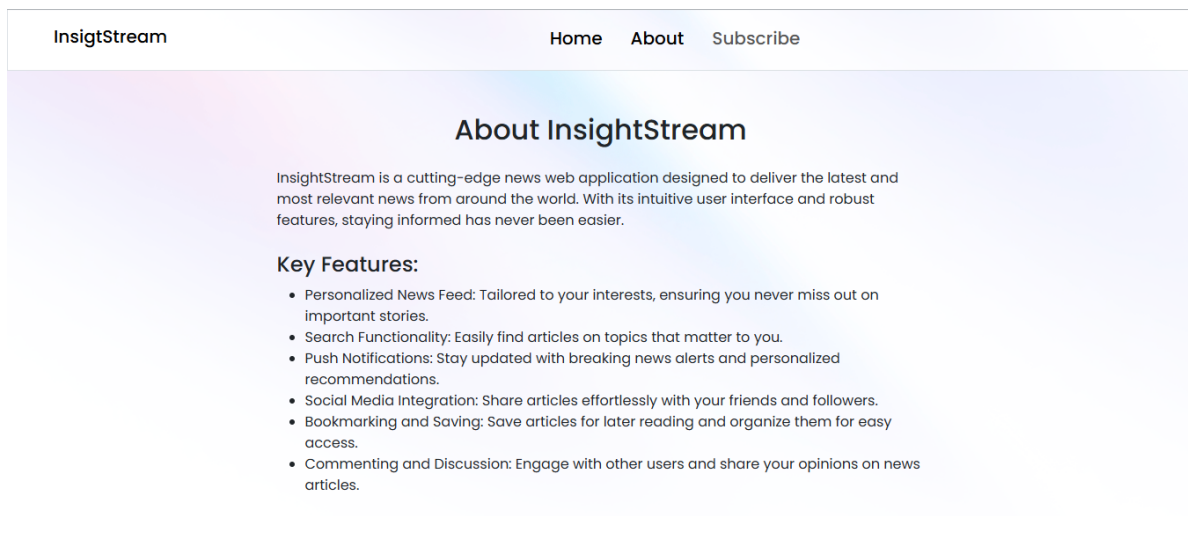 InsigtStream
Home About Subscribe
About InsightStream
InsightStream is a cutting-edge news web application designed to deliver the latest and
most relevant news from around the world. With its intuitive user interface and robust
features, staying informed has never been easier.
Key Features:
• Personalized News Feed: Tailored to your interests, ensuring you never miss out on
important stories.
• Search Functionality: Easily find articles on topics that matter to you.
• Push Notifications: Stay updated with breaking news alerts and personalized
recommendations.
• Social Media Integration: Share articles effortlessly with your friends and followers.
• Bookmarking and Saving: Save articles for later reading and organize them for easy
access.
• Commenting and Discussion: Engage with other users and share your opinions on news
articles.